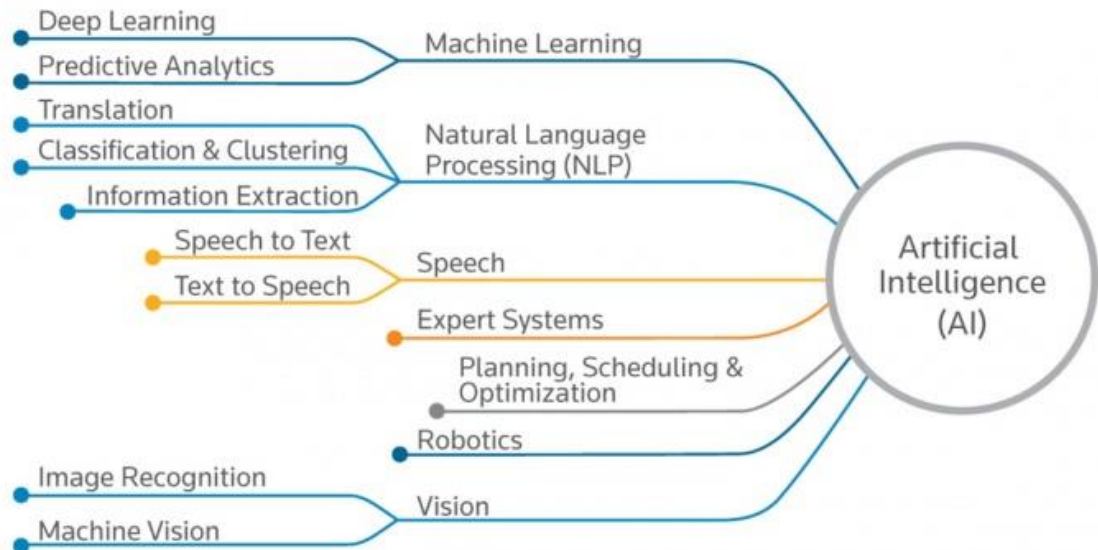 Deep Learning
Machine Learning
Predictive Analytics
Translation
Natural Language
Processing (NLP)
Classification & Clustering
Information Extraction
Speech to Text
Speech
Text to Speech
Expert Systems
Planning, Scheduling &
Optimization
Robotics
Image Recognition
Vision
Machine Vision
Artificial
Intelligence
(AI)